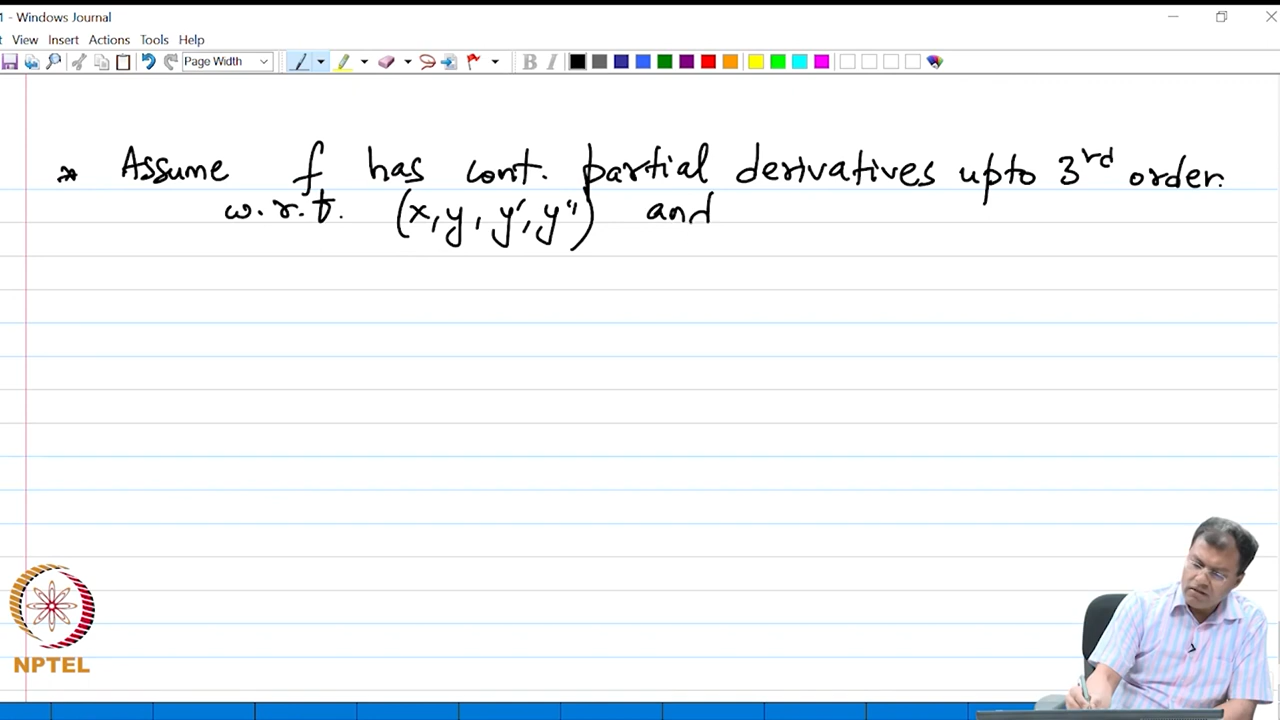 1 - Windows Journal
t View Insert Actions Tools Help
Page Width B I
* Assume f has cont. partial derivatives upto 3rd order.
w.r.t. (x, y, y', y'') and
NPTEL